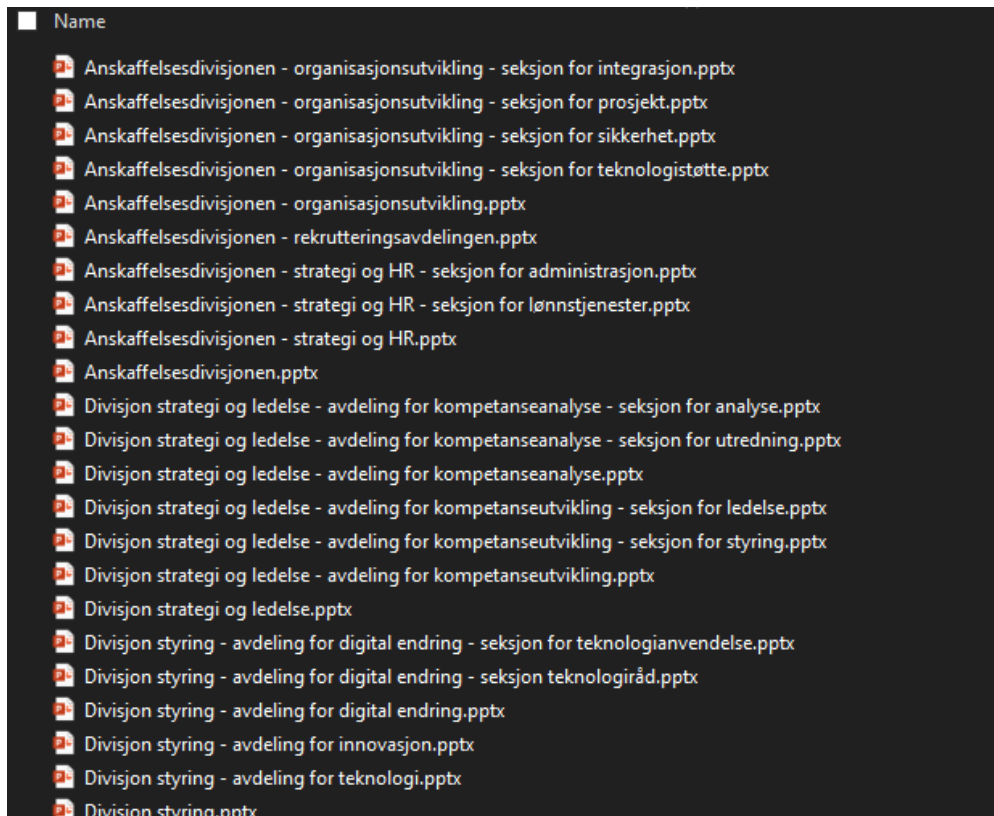 Name
Anskaffelsesdivisjonen - organisasjonsutvikling - seksjon for integrasjon.pptx
Anskaffelsesdivisjonen - organisasjonsutvikling - seksjon for prosjekt.pptx
Anskaffelsesdivisjonen - organisasjonsutvikling - seksjon for sikkerhet.pptx
Anskaffelsesdivisjonen - organisasjonsutvikling - seksjon for teknologistøtte.pptx
Anskaffelsesdivisjonen - organisasjonsutvikling.pptx
Anskaffelsesdivisjonen - rekrutteringsavdelingen.pptx
Anskaffelsesdivisjonen - strategi og HR - seksjon for administrasjon.pptx
Anskaffelsesdivisjonen - strategi og HR - seksjon for lønnstjenester.pptx
Anskaffelsesdivisjonen - strategi og HR.pptx
Anskaffelsesdivisjonen.pptx
Divisjon strategi og ledelse - avdeling for kompetanseanalyse - seksjon for analyse.pptx
Divisjon strategi og ledelse - avdeling for kompetanseanalyse - seksjon for utredning.pptx
Divisjon strategi og ledelse - avdeling for kompetanseanalyse.pptx
Divisjon strategi og ledelse - avdeling for kompetanseutvikling - seksjon for ledelse.pptx
Divisjon strategi og ledelse - avdeling for kompetanseutvikling - seksjon for styring.pptx
Divisjon strategi og ledelse - avdeling for kompetanseutvikling.pptx
Divisjon strategi og ledelse.pptx
Divisjon styring - avdeling for digital endring - seksjon for teknologianvendelse.pptx
Divisjon styring - avdeling for digital endring - seksjon teknologiråd.pptx
Divisjon styring - avdeling for digital endring.pptx
Divisjon styring - avdeling for innovasjon.pptx
Divisjon styring - avdeling for teknologi.pptx
Divisjon styring.pptx